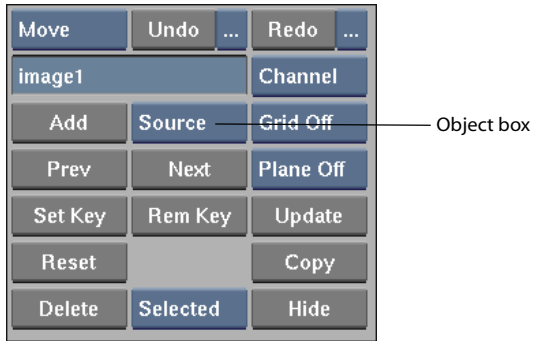 Move Undo ... Redo ...
image1 Channel
Add Source Grid Off Object box
Prev Next Plane Off
Set Key Rem Key Update
Reset Copy
Delete Selected Hide